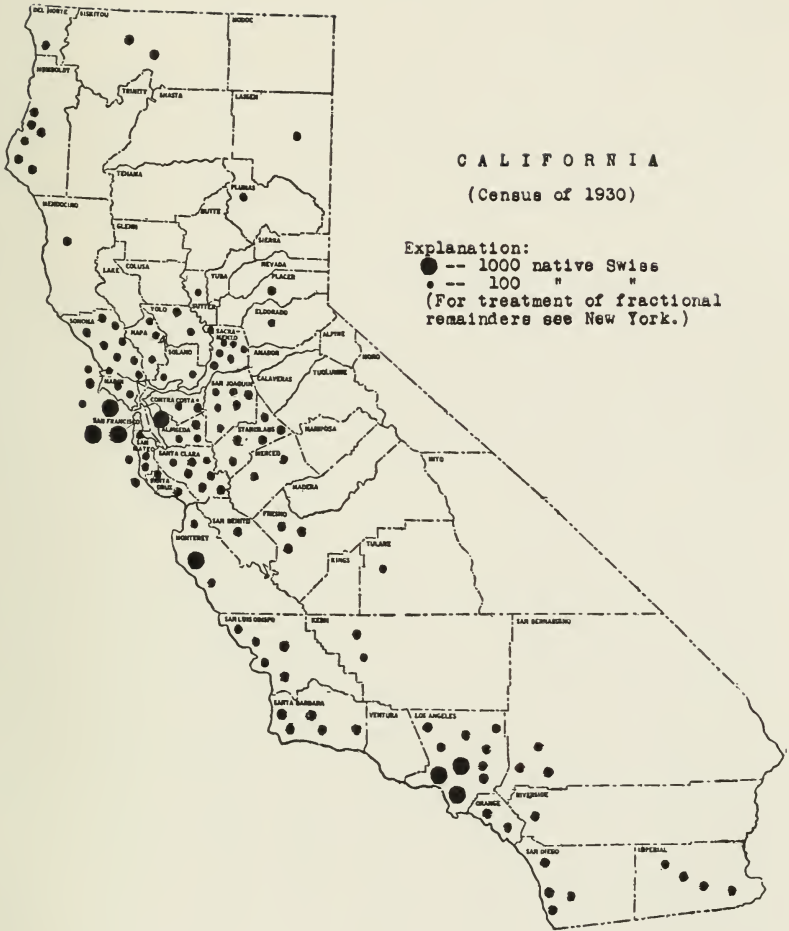 CALIFORNIA
(Census of 1930)
Explanation:
-- 1000 native Swiss
-- 100 " "
(For treatment of fractional
remainders see New York.)
DEL NORTE
SISKIYOU
MODOC
HUMBOLDT
TRINITY
SHASTA
LASSEN
TEHAMA
PLUMAS
MENDOCINO
BUTTE
GLENN
SIERRA
NEVADA
LAKE
COLUSA
YUBA
PLACER
SUTTER
SONOMA
YOLO
ELDORADO
NAPA
SACRA-
MENTO
ALPINE
SOLANO
AMADOR
MONO
MARIN
CALAVERAS
TUOLUMNE
SAN JOAQUIN
CONTRA COSTA
SAN FRANCISCO
ALAMEDA
STANISLAUS
MARIPOSA
SAN
MATEO
SANTA CLARA
MERCED
INYO
SANTA
CRUZ
MADERA
SAN BENITO
FRESNO
MONTEREY
TULARE
KINGS
SAN LUIS OBISPO
KERN
SAN BERNARDINO
SANTA BARBARA
VENTURA
LOS ANGELES
ORANGE
RIVERSIDE
SAN DIEGO
IMPERIAL